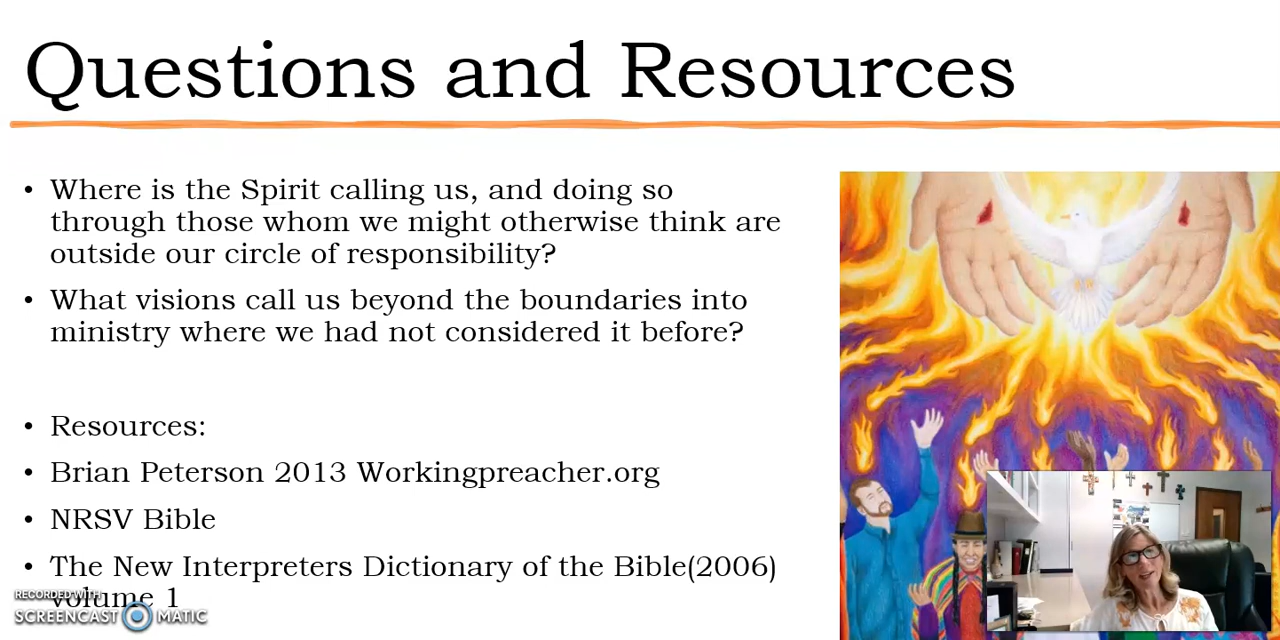 Questions and Resources
• Where is the Spirit calling us, and doing so
through those whom we might otherwise think are
outside our circle of responsibility?
• What visions call us beyond the boundaries into
ministry where we had not considered it before?
• Resources:
• Brian Peterson 2013 Workingpreacher.org
• NRSV Bible
• The New Interpreters Dictionary of the Bible(2006)
volume 1
RECORDED WITH
SCREENCAST MATIC